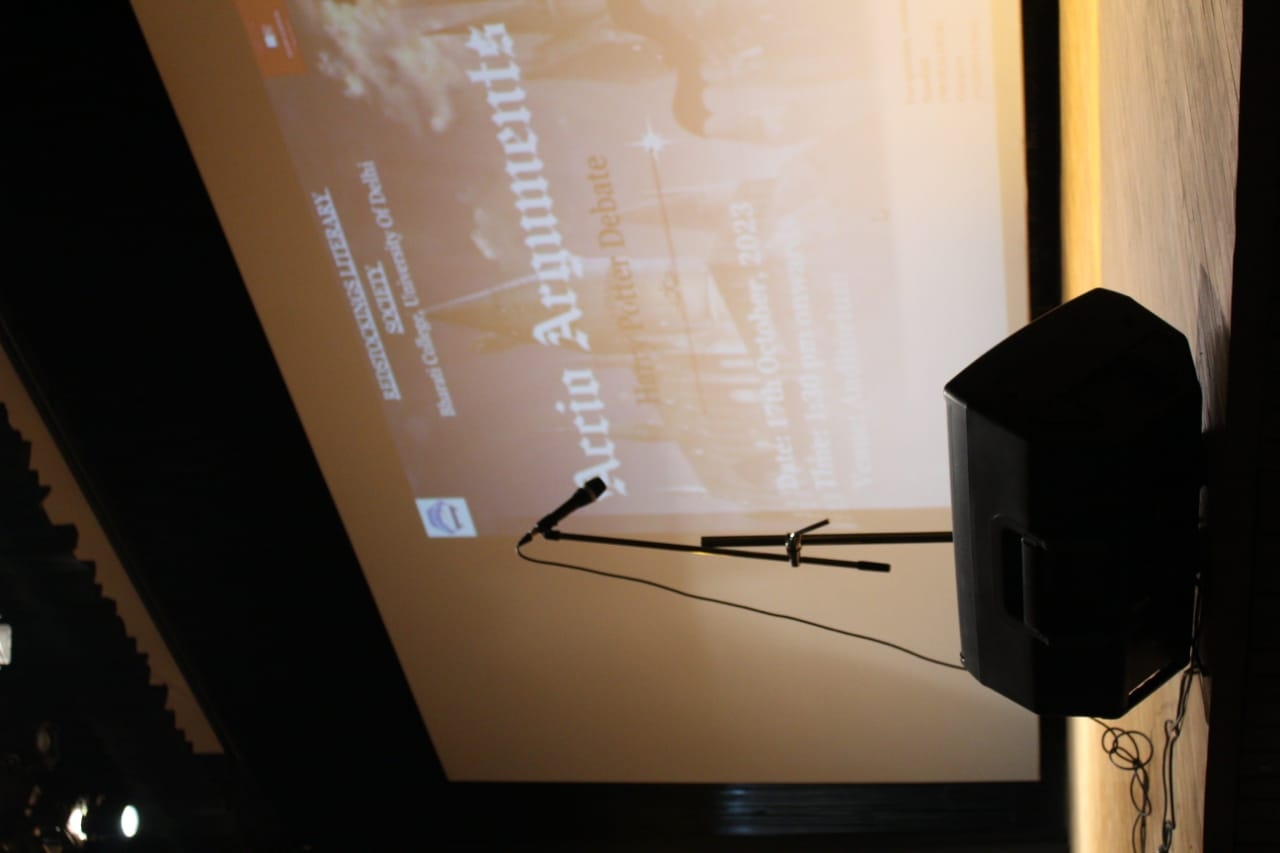 BLUESTOCKINGS LITERARY
SOCIETY
Bharati College, University Of Delhi
Accio Arguments
Harry Potter Debate
Date: 17th October, 2023
Time: 1:30 pm onwards
Venue: Auditorium